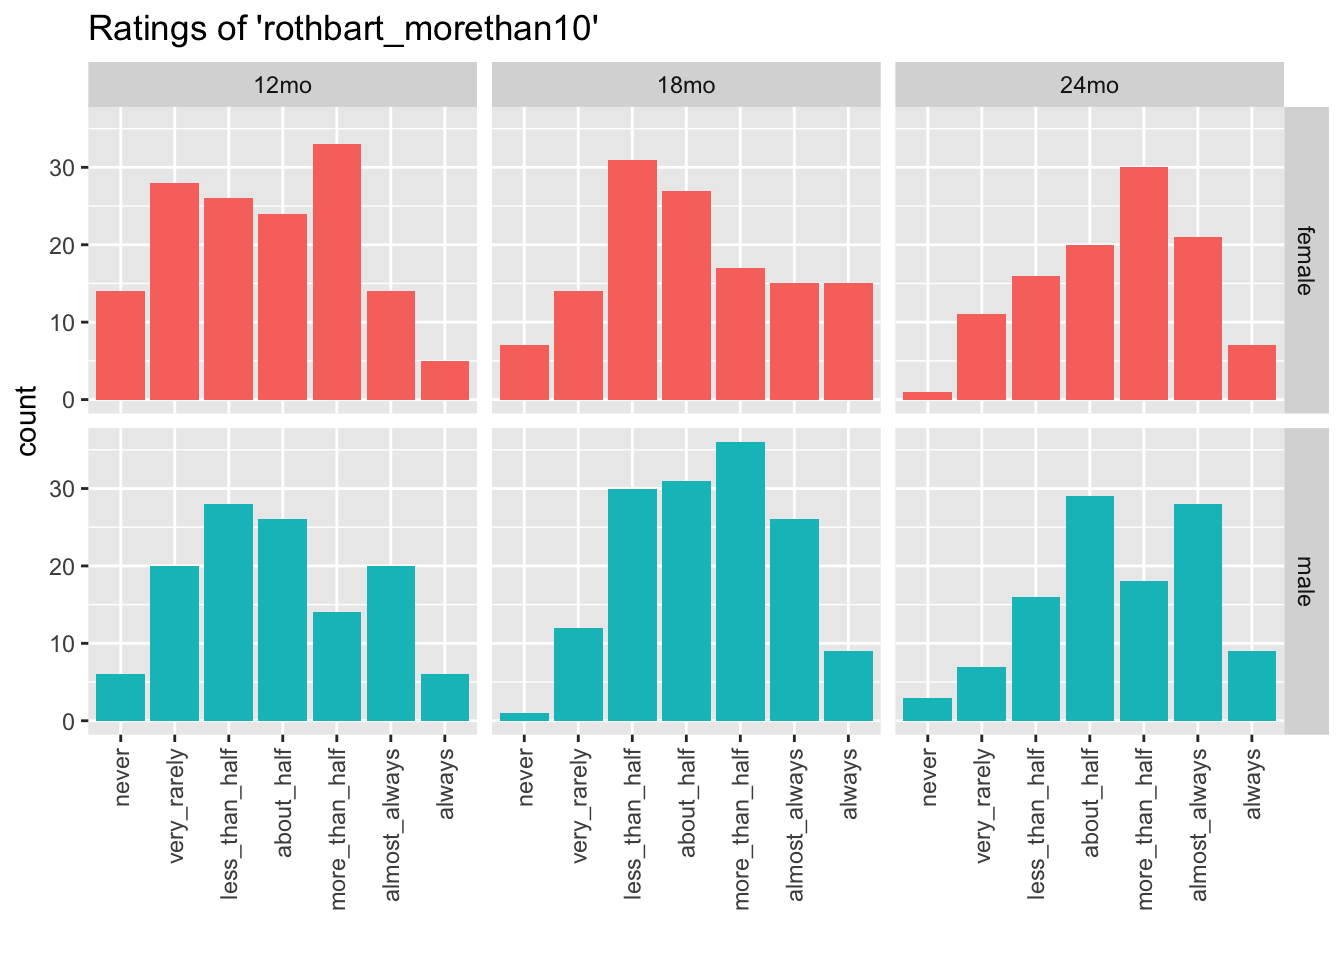 Ratings of 'rothbart_morethan10'
12mo
18mo
24mo
count
30
20
10
0
female
30
20
10
0
male
never
very_rarely
less_than_half
about_half
more_than_half
almost_always
always
never
very_rarely
less_than_half
about_half
more_than_half
almost_always
always
never
very_rarely
less_than_half
about_half
more_than_half
almost_always
always